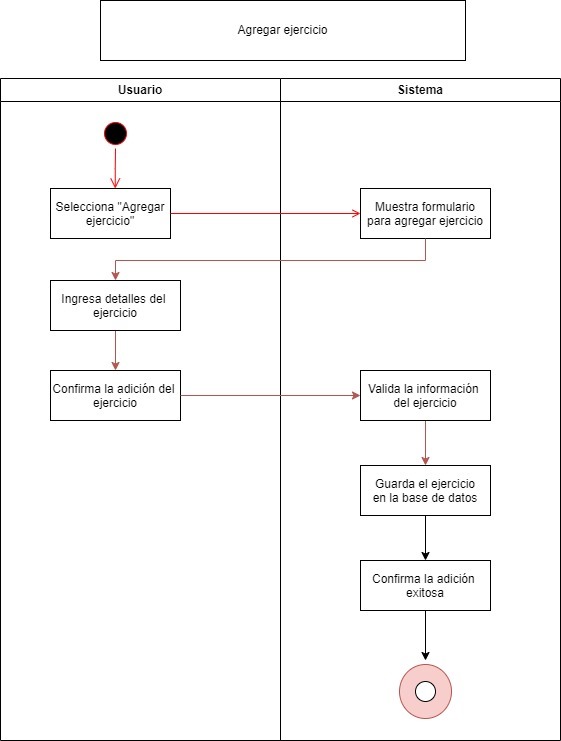 Agregar ejercicio
Usuario
Sistema
Selecciona "Agregar
ejercicio"
Muestra formulario
para agregar ejercicio
Ingresa detalles del
ejercicio
Confirma la adición del
ejercicio
Valida la información
del ejercicio
Guarda el ejercicio
en la base de datos
Confirma la adición
exitosa